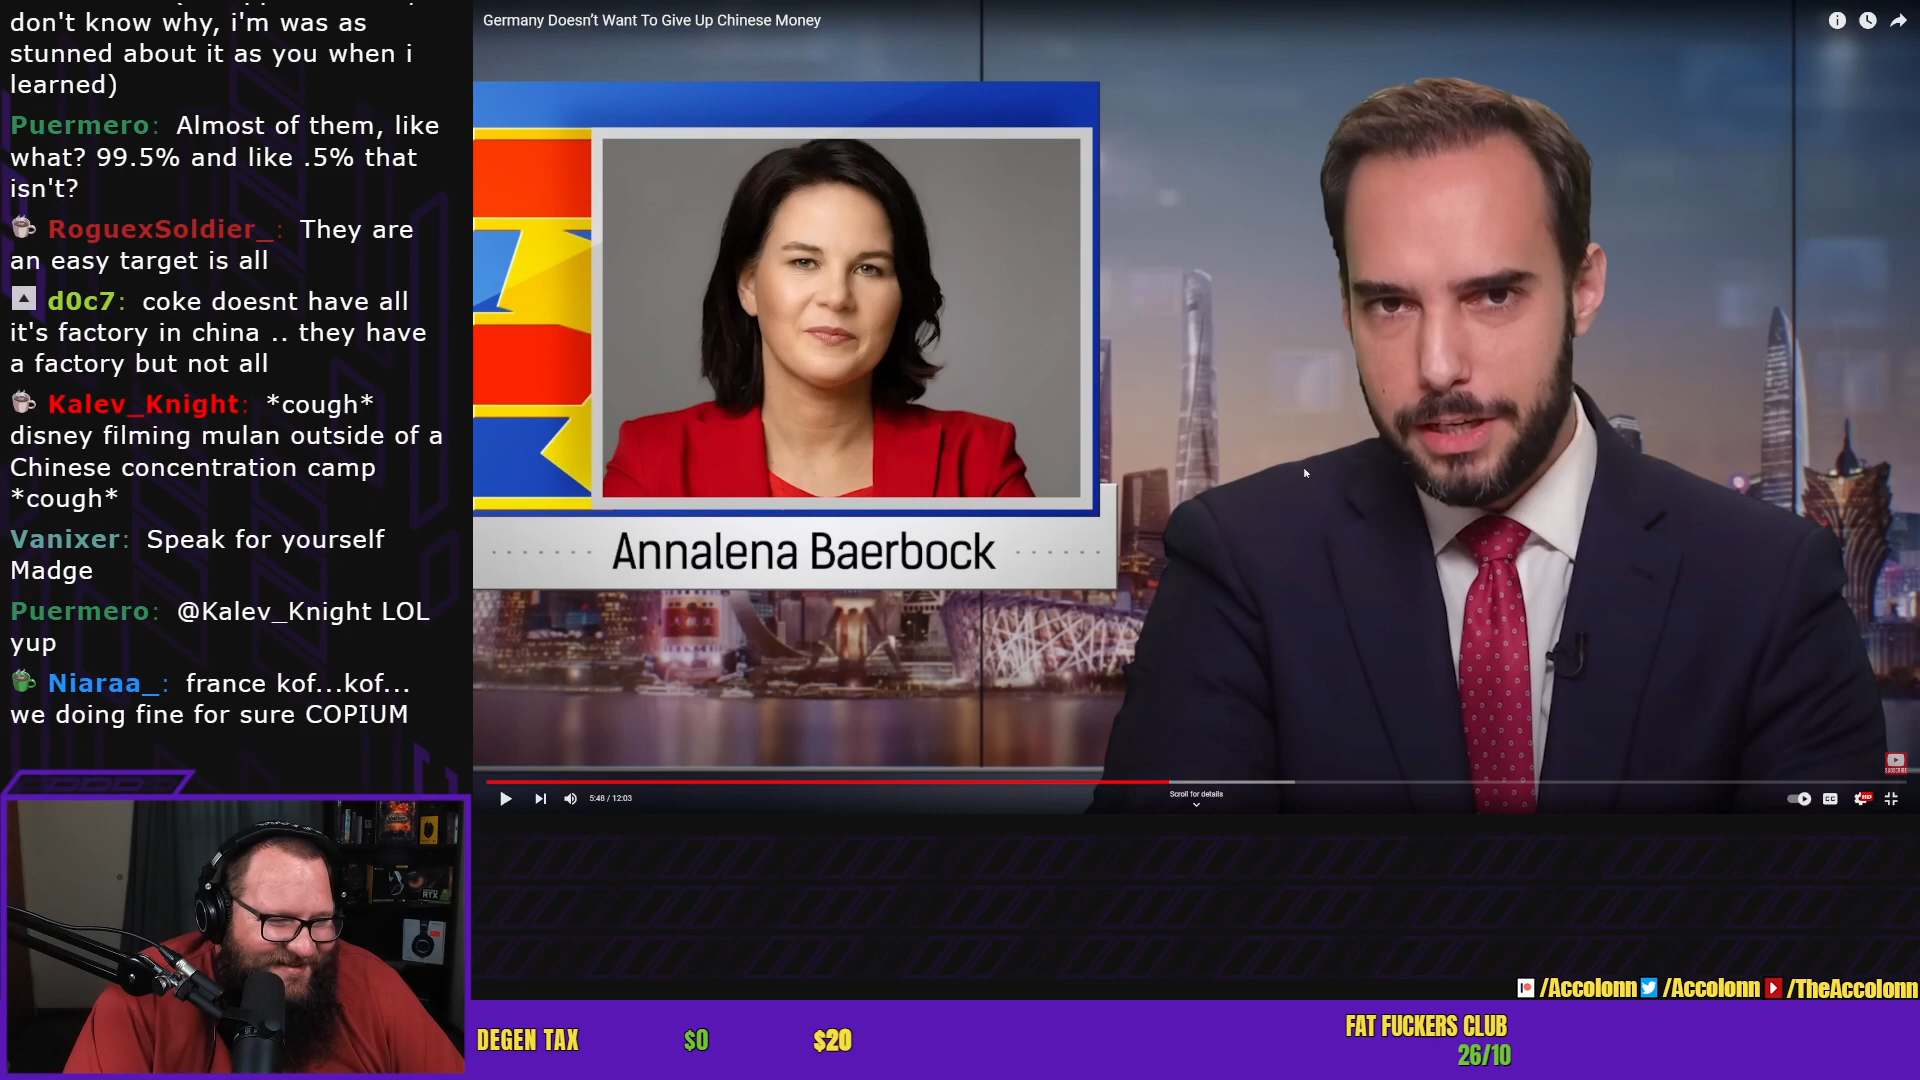 don't know why, i'm was as
stunned about it as you when i
learned)
Puermero: Almost of them, like
what? 99.5% and like .5% that
isn't?
RoguexSoldier_: They are
an easy target is all
d0c7: coke doesnt have all
it's factory in china .. they have
a factory but not all
Kalev_Knight: *cough*
disney filming mulan outside of a
Chinese concentration camp
*cough*
Vanixer: Speak for yourself
Madge
Puermero: @Kalev_Knight LOL
yup
Niaraa_: france kof...kof...
we doing fine for sure COPIUM
Germany Doesn't Want To Give Up Chinese Money
Annalena Baerbock
5:48 / 12:03
Scroll for details
CC
HD
SUBSCRIBE
RTX
/Accolonn /Accolonn /TheAccolonn
DEGEN TAX $0 $20
FAT FUCKERS CLUB
26/10